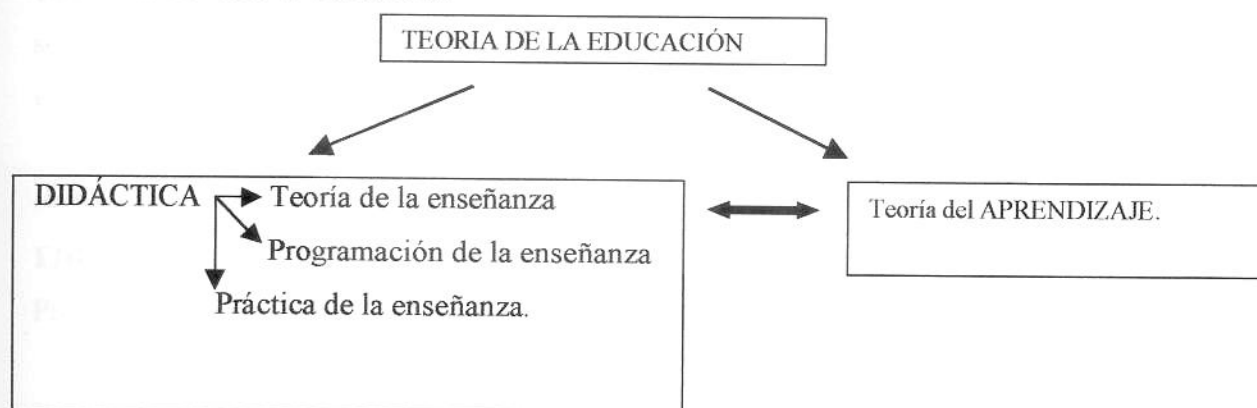 TEORIA DE LA EDUCACIÓN
DIDÁCTICA Teoría de la enseñanza
Programación de la enseñanza
Práctica de la enseñanza.
Teoría del APRENDIZAJE.